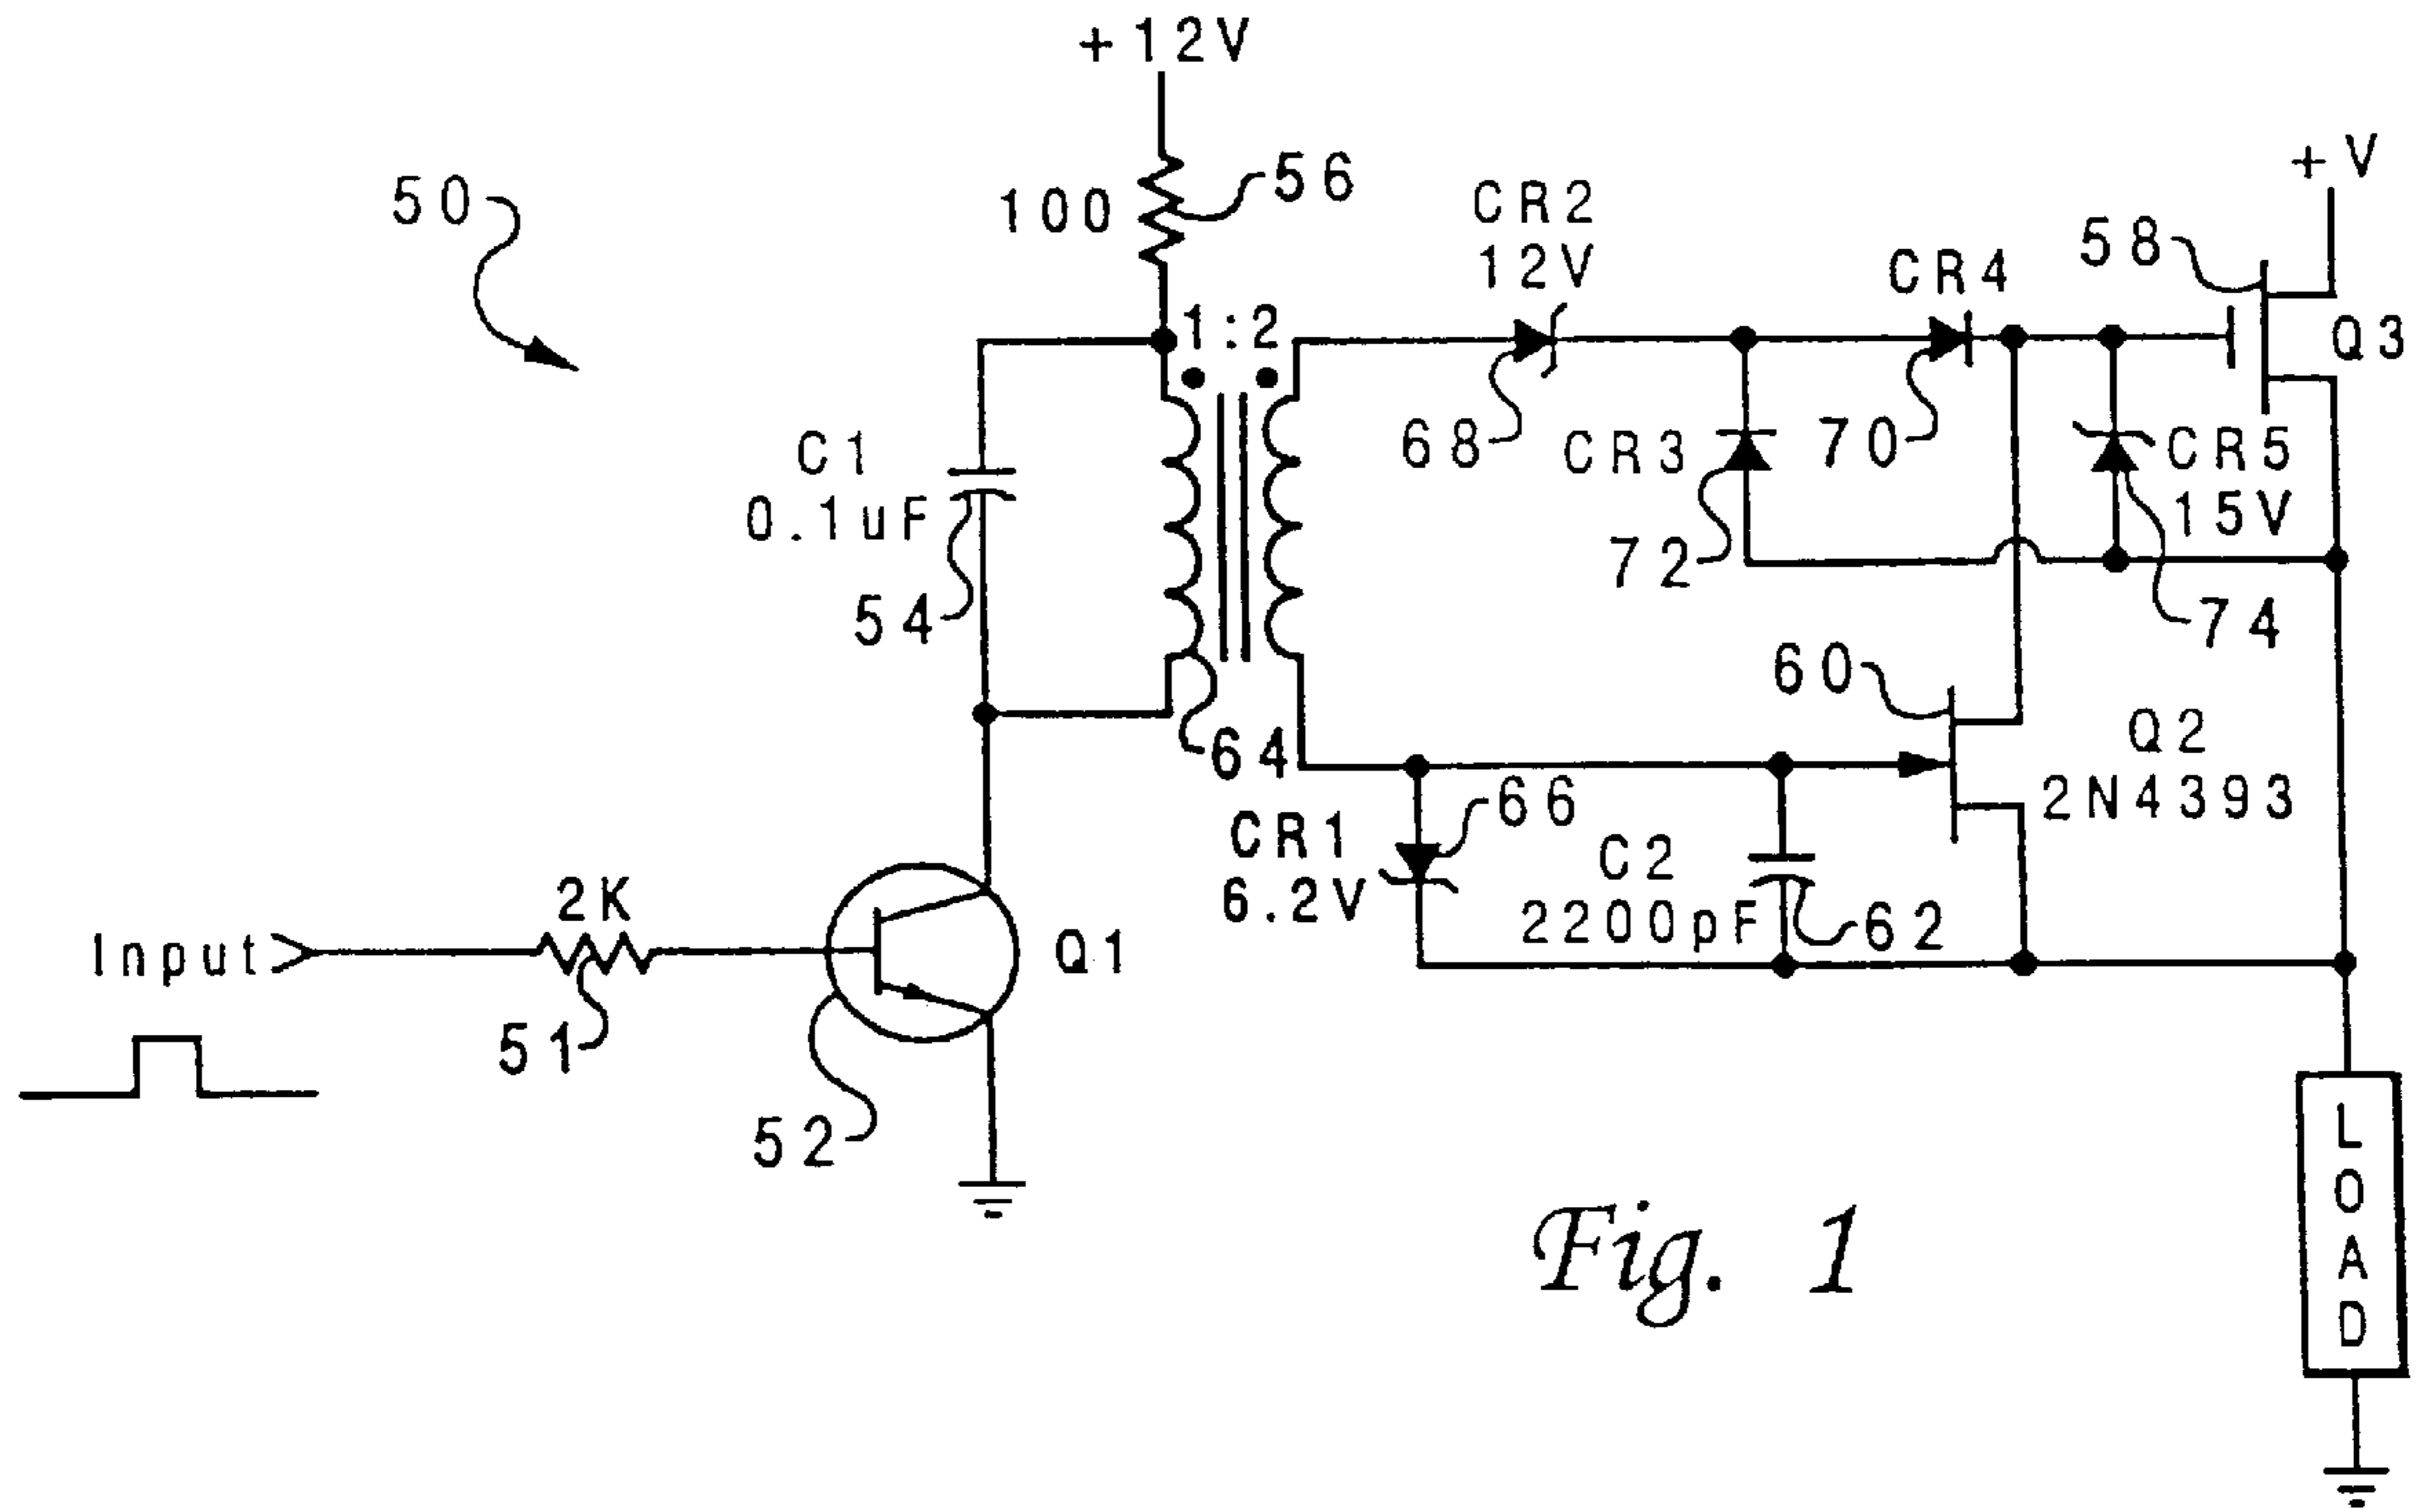 +12V
50
100
56
1:2
CR2
12V
68
CR3
72
CR4
70
+V
58
Q3
CR5
15V
74
C1
0.1uF
54
64
60
Q2
2N4393
CR1
6.2V
66
C2
2200pF
62
Input
2K
51
Q1
52
LOAD
Fig. 1